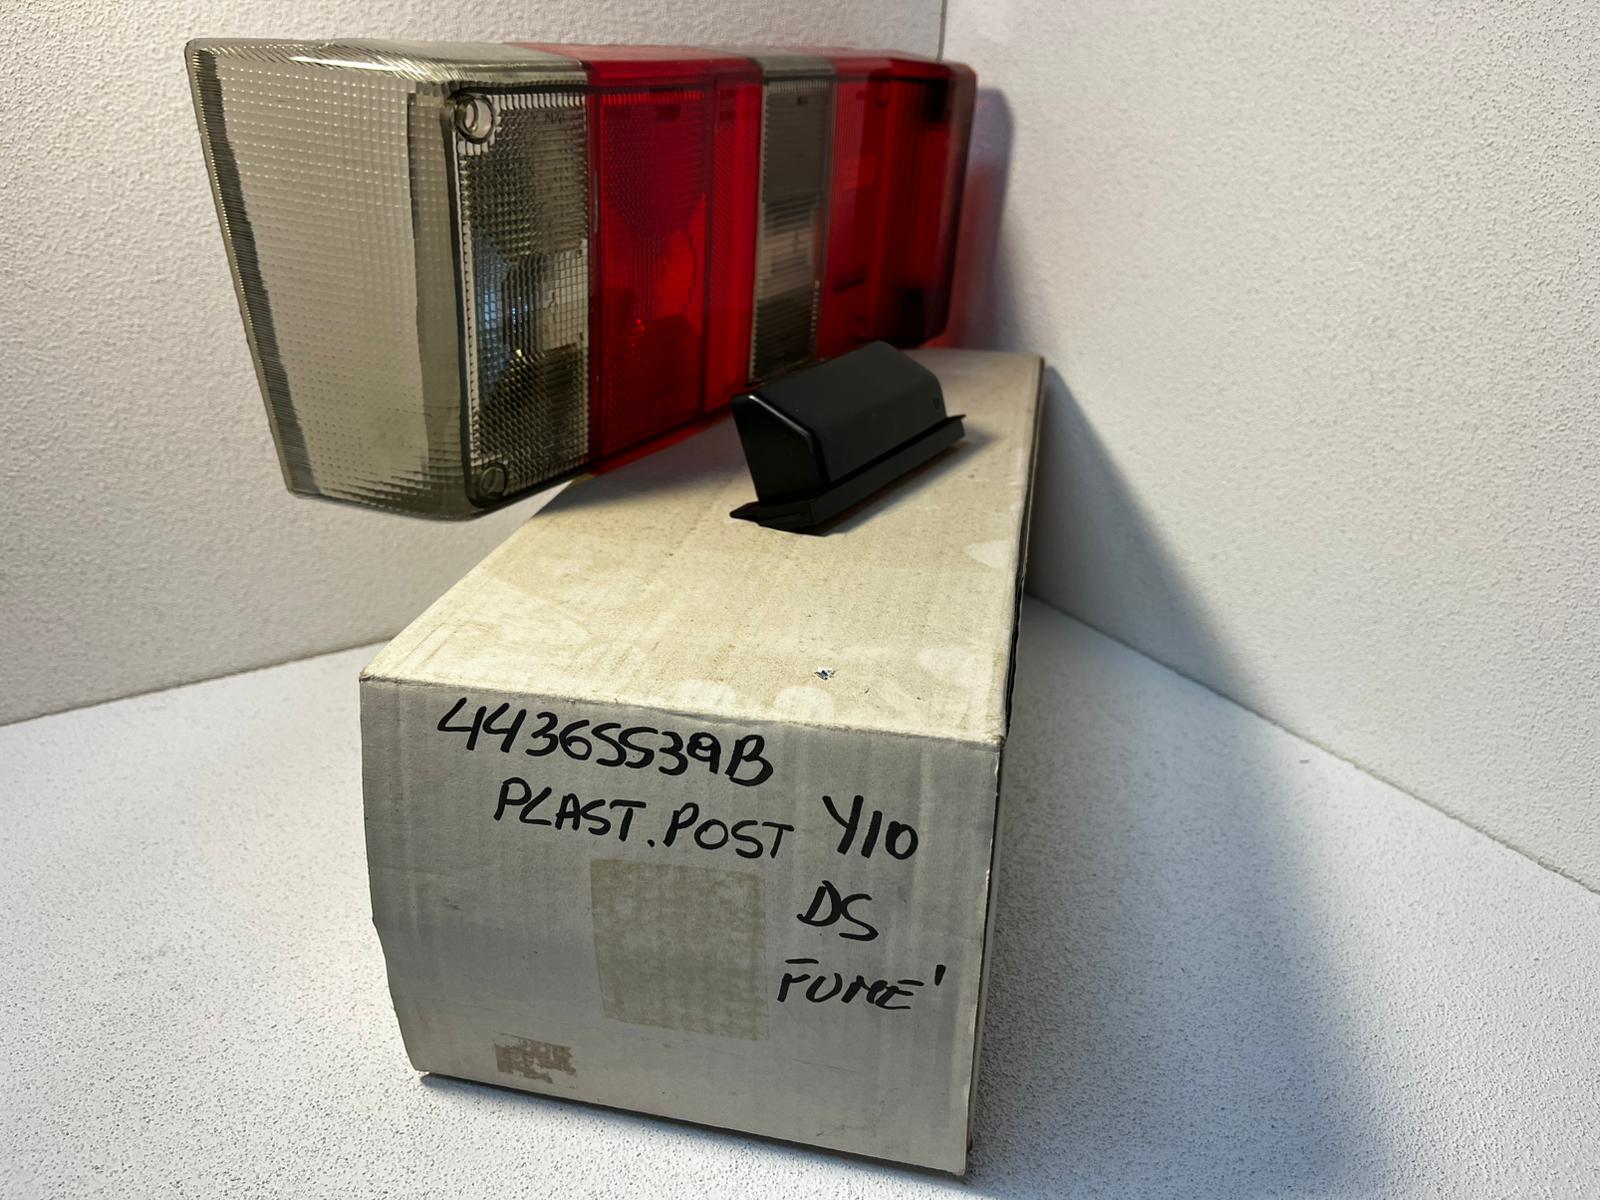 44365539B
PLAST.POST Y10
DS
FUME'